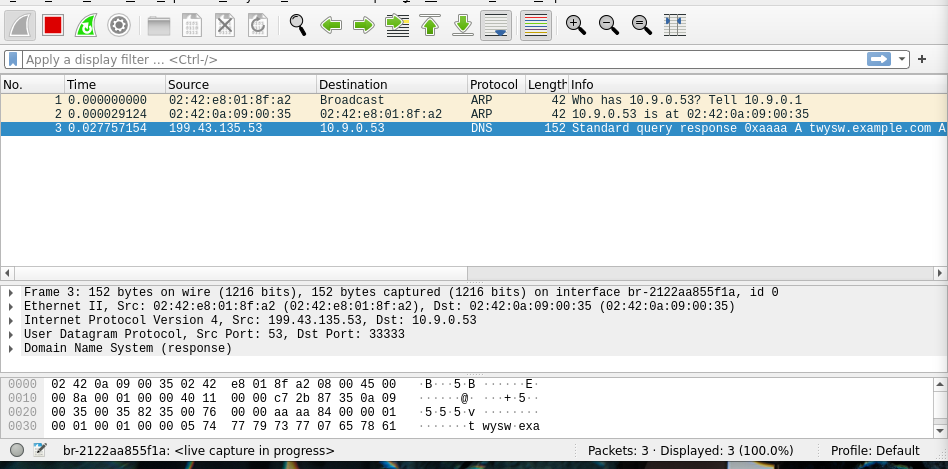 Apply a display filter ... <Ctrl-/>
No. Time Source Destination Protocol Length Info
1 0.000000000 02:42:e8:01:8f:a2 Broadcast ARP 42 Who has 10.9.0.53? Tell 10.9.0.1
2 0.000029124 02:42:0a:09:00:35 02:42:e8:01:8f:a2 ARP 42 10.9.0.53 is at 02:42:0a:09:00:35
3 0.027757154 199.43.135.53 10.9.0.53 DNS 152 Standard query response 0xaaaa A twysw.example.com A
Frame 3: 152 bytes on wire (1216 bits), 152 bytes captured (1216 bits) on interface br-2122aa855f1a, id 0
Ethernet II, Src: 02:42:e8:01:8f:a2 (02:42:e8:01:8f:a2), Dst: 02:42:0a:09:00:35 (02:42:0a:09:00:35)
Internet Protocol Version 4, Src: 199.43.135.53, Dst: 10.9.0.53
User Datagram Protocol, Src Port: 53, Dst Port: 33333
Domain Name System (response)
0000 02 42 0a 09 00 35 02 42 e8 01 8f a2 08 00 45 00 ·B···5·B ······E·
0010 00 8a 00 01 00 00 40 11 00 00 c7 2b 87 35 0a 09 ······@· ···+·5··
0020 00 35 00 35 82 35 00 76 00 00 aa aa 84 00 00 01 ·5·5·5·v ········
0030 00 01 00 01 00 00 05 74 77 79 73 77 07 65 78 61 ·······t wysw·exa
br-2122aa855f1a: <live capture in progress> Packets: 3 · Displayed: 3 (100.0%) Profile: Default